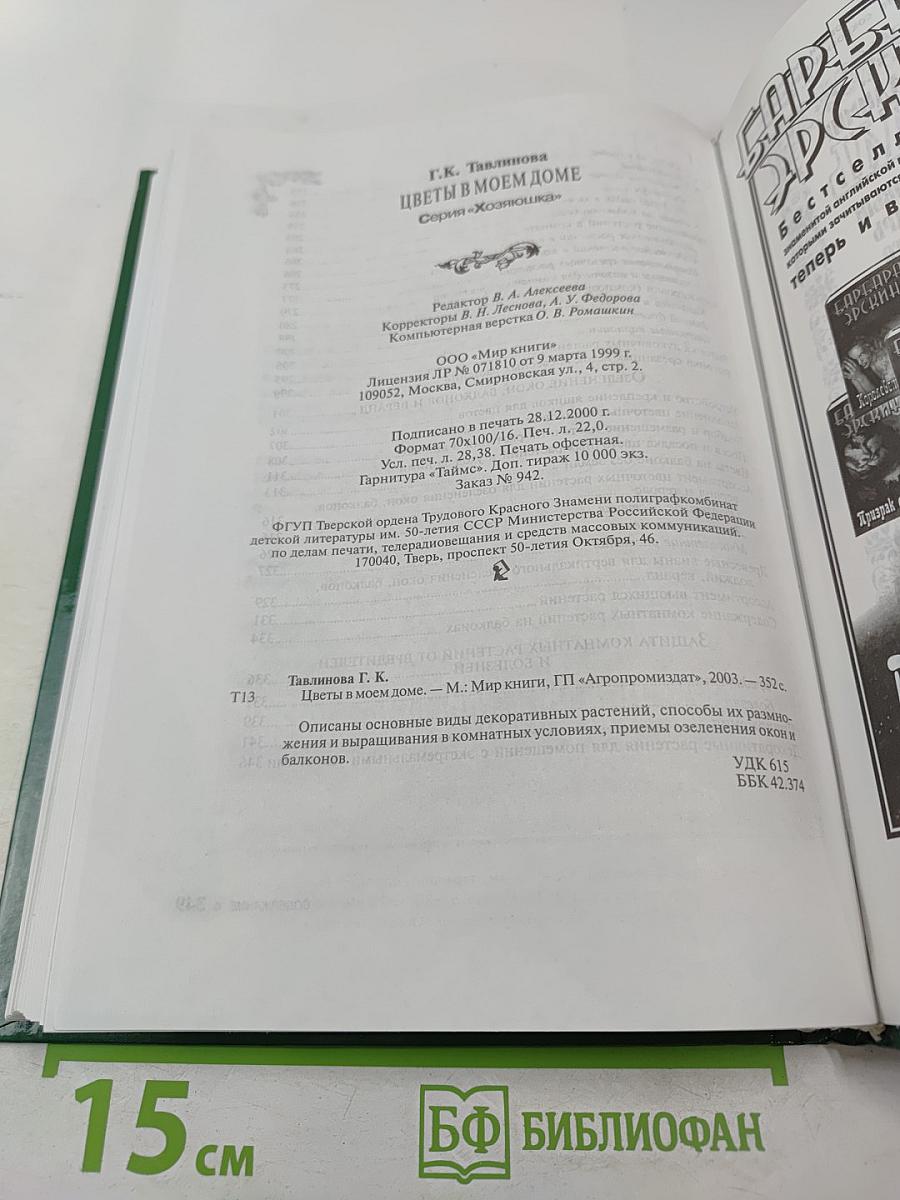 Г.К. Тавлинова
ЦВЕТЫ В МОЕМ ДОМЕ
Серия «Хозяюшка»
Редактор В. А. Алексеева
Корректоры В. Н. Леснова, А. У. Федорова
Компьютерная верстка О. В. Ромашкин
ООО «Мир книги»
Лицензия ЛР № 071810 от 9 марта 1999 г.
109052, Москва, Смирновская ул., 4, стр. 2.
Подписано в печать 28.12.2000 г.
Формат 70х100/16. Печ. л. 22,0.
Усл. печ. л. 28,38. Печать офсетная.
Гарнитура «Таймс». Доп. тираж 10 000 экз.
Заказ № 942.
ФГУП Тверской ордена Трудового Красного Знамени полиграфкомбинат
детской литературы им. 50-летия СССР Министерства Российской Федерации
по делам печати, телерадиовещания и средств массовых коммуникаций.
170040, Тверь, проспект 50-летия Октября, 46.
Тавлинова Г. К.
Т13 Цветы в моем доме. — М.: Мир книги, ГП «Агропромиздат», 2003. — 352 с.
Описаны основные виды декоративных растений, способы их размно-
жения и выращивания в комнатных условиях, приемы озеленения окон и
балконов.
УДК 615
ББК 42.374
знаменитой английской
которыми зачитываются
теперь и в
Призрак
15 см
БФ БИБЛИОФАН